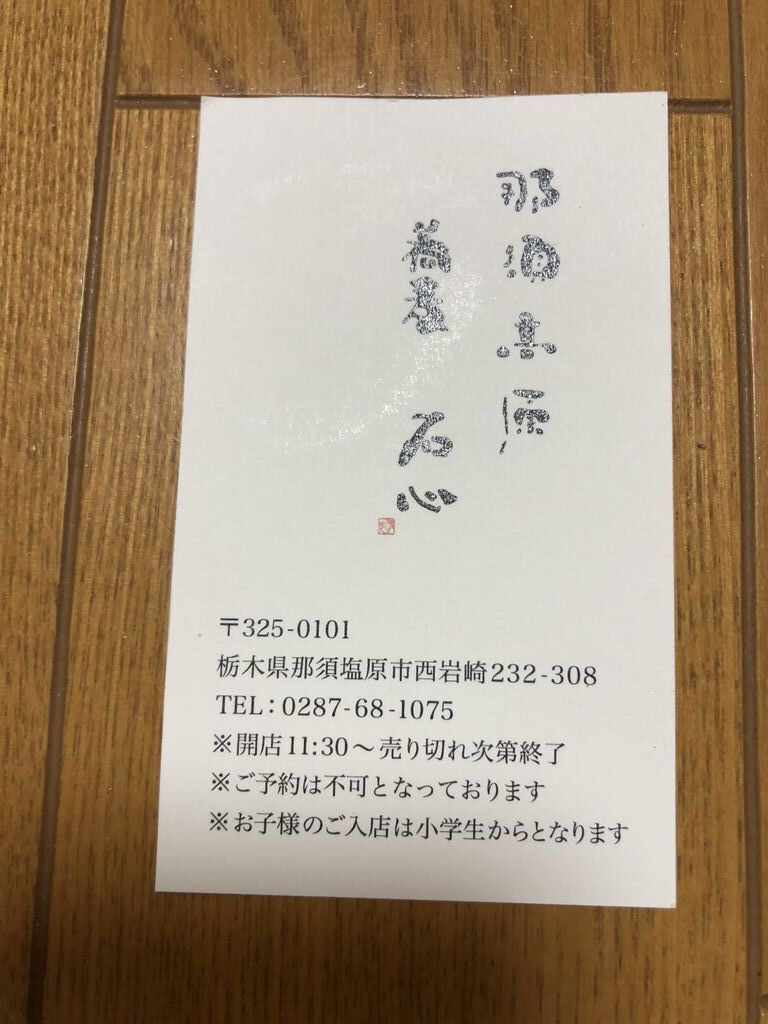 那須高原
蕎麦 石心
〒325-0101
栃木県那須塩原市西岩崎232-308
TEL：0287-68-1075
※開店11:30～売り切れ次第終了
※ご予約は不可となっております
※お子様のご入店は小学生からとなります